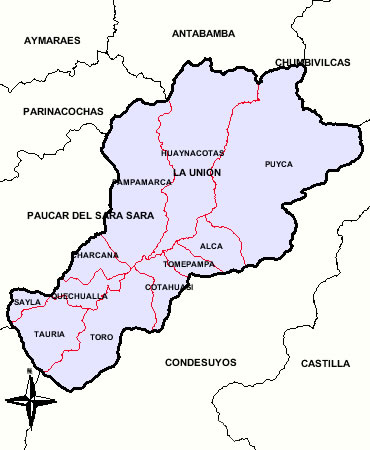 ANTABAMBA
AYMARAES
CHUMBIVILCAS
PARINACOCHAS
HUAYNACOTAS
PUYCA
LA UNION
PAMPAMARCA
PAUCAR DEL SARA SARA
ALCA
CHARCANA
TOMEPAMPA
COTAHUASI
QUECHUALLA
SAYLA
TAURIA
TORO
CONDESUYOS
CASTILLA
N